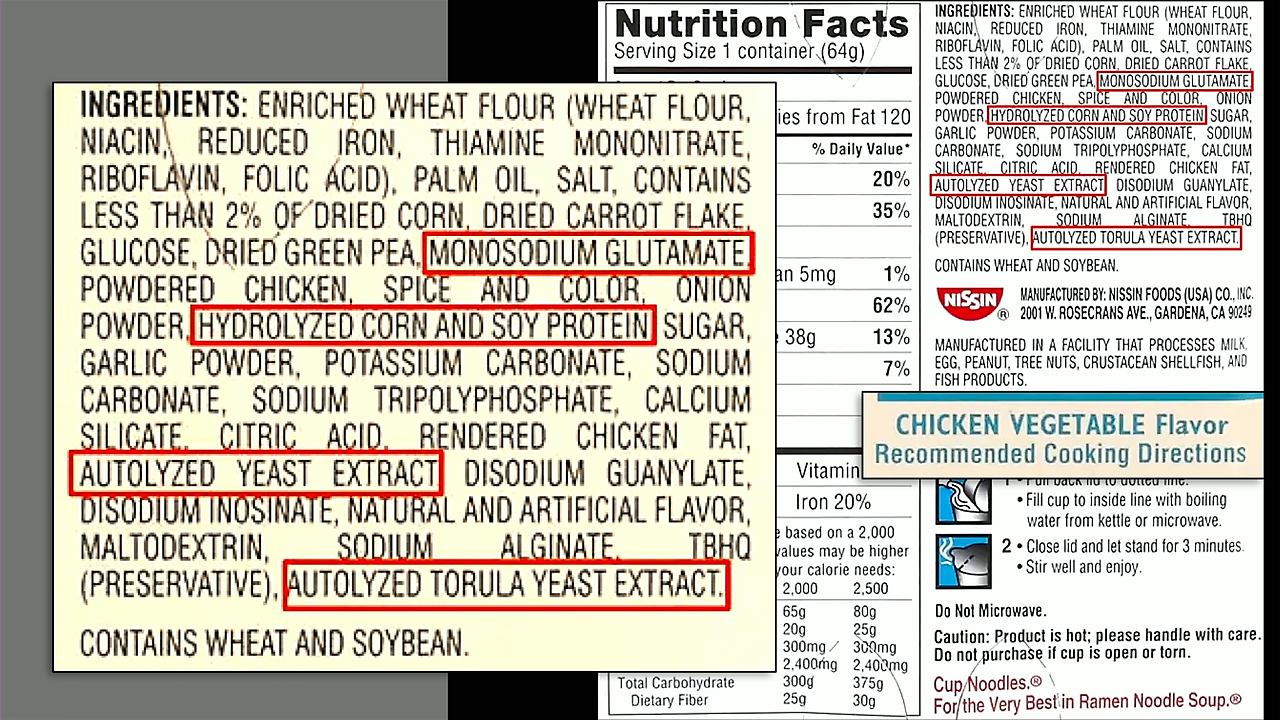 INGREDIENTS: ENRICHED WHEAT FLOUR (WHEAT FLOUR,
NIACIN, REDUCED IRON, THIAMINE MONONITRATE,
RIBOFLAVIN, FOLIC ACID), PALM OIL, SALT, CONTAINS
LESS THAN 2% OF DRIED CORN, DRIED CARROT FLAKE,
GLUCOSE, DRIED GREEN PEA, MONOSODIUM GLUTAMATE,
POWDERED CHICKEN, SPICE AND COLOR, ONION
POWDER, HYDROLYZED CORN AND SOY PROTEIN, SUGAR,
GARLIC POWDER, POTASSIUM CARBONATE, SODIUM
CARBONATE, SODIUM TRIPOLYPHOSPHATE, CALCIUM
SILICATE, CITRIC ACID, RENDERED CHICKEN FAT,
AUTOLYZED YEAST EXTRACT, DISODIUM GUANYLATE,
DISODIUM INOSINATE, NATURAL AND ARTIFICIAL FLAVOR,
MALTODEXTRIN, SODIUM ALGINATE, TBHQ
(PRESERVATIVE), AUTOLYZED TORULA YEAST EXTRACT.
CONTAINS WHEAT AND SOYBEAN.
Nutrition Facts
Serving Size 1 container (64g)
from Fat 120
% Daily Value*
20%
35%
5mg 1%
62%
38g 13%
7%
Vitamin
Iron 20%
based on a 2,000
values may be higher
your calorie needs:
2,000 2,500
65g 80g
20g 25g
300mg 300mg
2,400mg 2,400mg
Total Carbohydrate 300g 375g
Dietary Fiber 25g 30g
INGREDIENTS: ENRICHED WHEAT FLOUR (WHEAT FLOUR,
NIACIN, REDUCED IRON, THIAMINE MONONITRATE,
RIBOFLAVIN, FOLIC ACID), PALM OIL, SALT, CONTAINS
LESS THAN 2% OF DRIED CORN, DRIED CARROT FLAKE,
GLUCOSE, DRIED GREEN PEA, MONOSODIUM GLUTAMATE,
POWDERED CHICKEN, SPICE AND COLOR, ONION
POWDER, HYDROLYZED CORN AND SOY PROTEIN, SUGAR,
GARLIC POWDER, POTASSIUM CARBONATE, SODIUM
CARBONATE, SODIUM TRIPOLYPHOSPHATE, CALCIUM
SILICATE, CITRIC ACID, RENDERED CHICKEN FAT,
AUTOLYZED YEAST EXTRACT, DISODIUM GUANYLATE,
DISODIUM INOSINATE, NATURAL AND ARTIFICIAL FLAVOR,
MALTODEXTRIN, SODIUM ALGINATE, TBHQ
(PRESERVATIVE), AUTOLYZED TORULA YEAST EXTRACT.
CONTAINS WHEAT AND SOYBEAN.
NISSIN®
MANUFACTURED BY: NISSIN FOODS (USA) CO., INC.
2001 W. ROSECRANS AVE., GARDENA, CA 90249
MANUFACTURED IN A FACILITY THAT PROCESSES MILK,
EGG, PEANUT, TREE NUTS, CRUSTACEAN SHELLFISH, AND
FISH PRODUCTS.
CHICKEN VEGETABLE Flavor
Recommended Cooking Directions
1 • Pull back lid to dotted line.
• Fill cup to inside line with boiling
water from kettle or microwave.
2 • Close lid and let stand for 3 minutes.
• Stir well and enjoy.
Do Not Microwave.
Caution: Product is hot; please handle with care.
Do not purchase if cup is open or torn.
Cup Noodles.®
For the Very Best in Ramen Noodle Soup.®